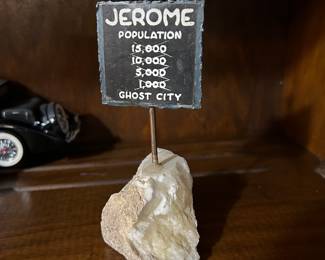 JEROME
POPULATION
15,000
10,000
5,000
1,000
GHOST CITY